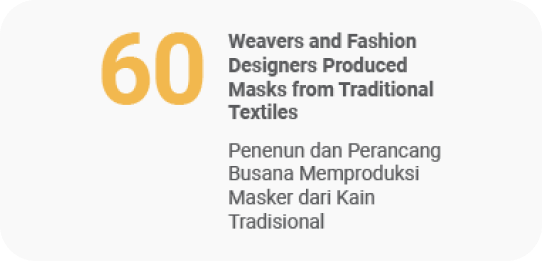 60
Weavers and Fashion
Designers Produced
Masks from Traditional
Textiles
Penenun dan Perancang
Busana Memproduksi
Masker dari Kain
Tradisional